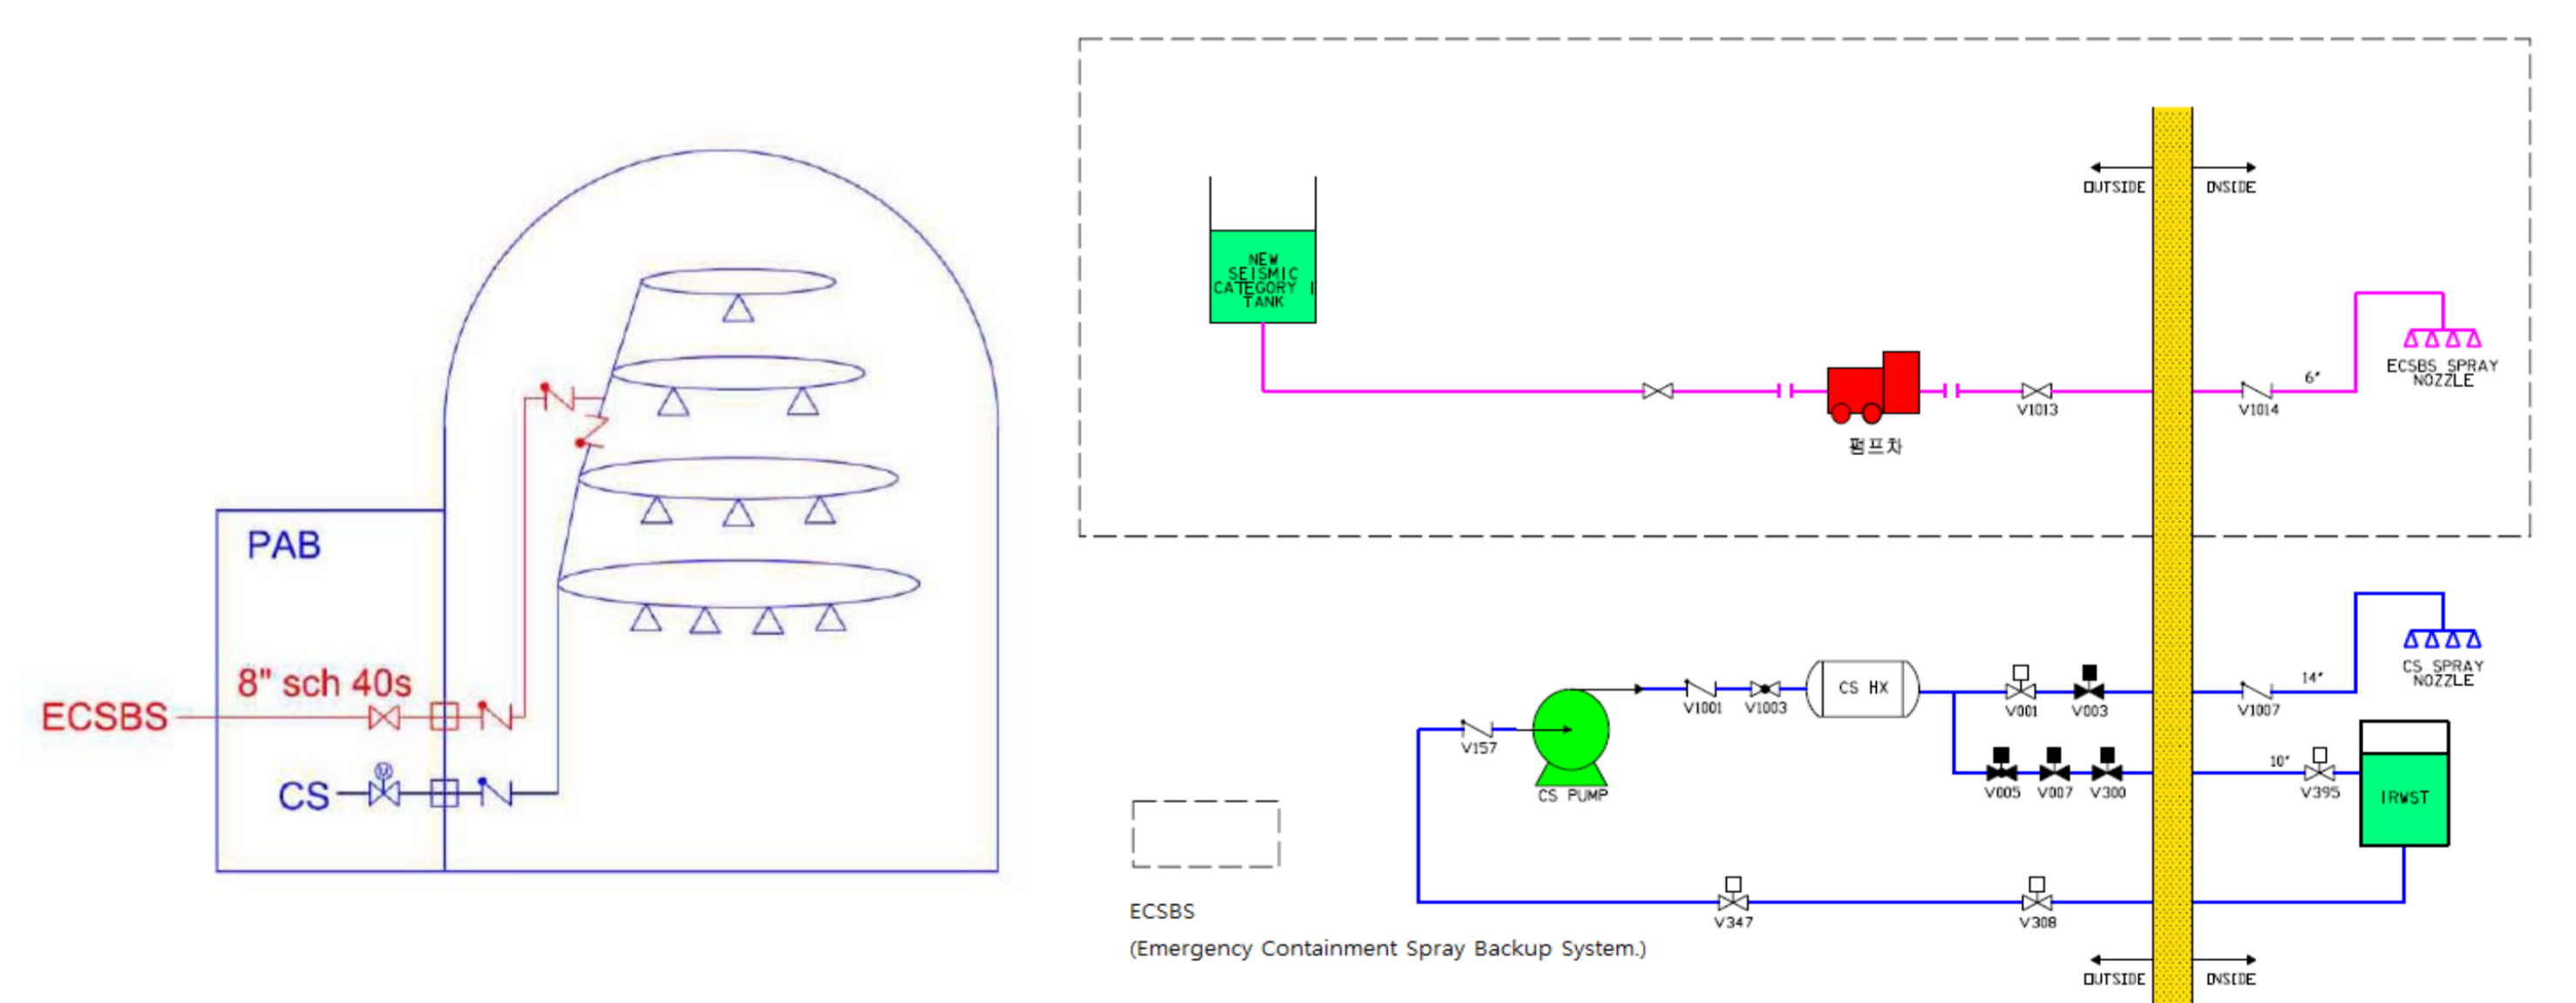 PAB
8" sch 40s
ECSBS
M
CS
OUTSIDE
INSIDE
NEW
SEISMIC
CATEGORY I
TANK
펌프차
V1013
V1014
6"
ECSBS SPRAY
NOZZLE
V157
CS PUMP
V1001
V1003
CS HX
V001
V003
V1007
14"
CS SPRAY
NOZZLE
V005
V007
V300
10"
V395
IRWST
V347
V308
OUTSIDE
INSIDE
ECSBS
(Emergency Containment Spray Backup System.)